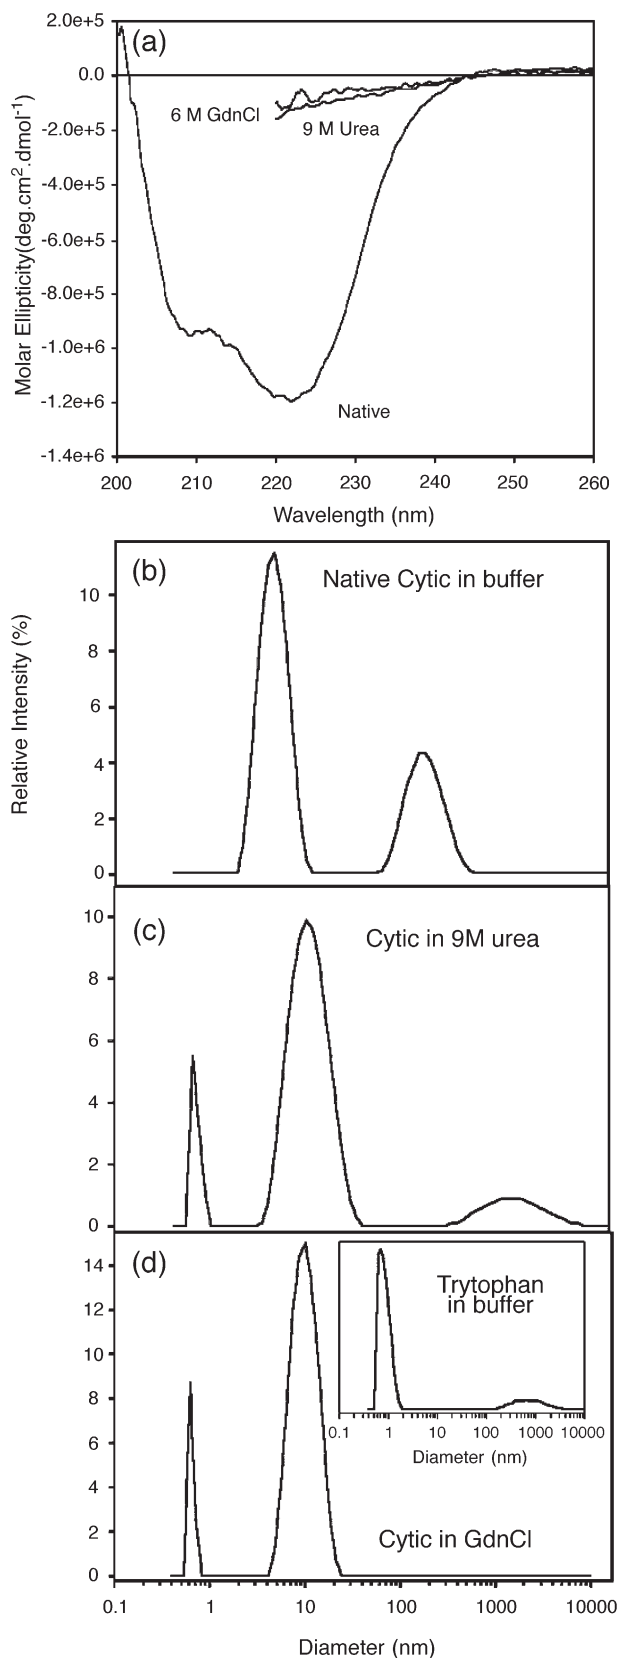 (a)
2.0e+5
0.0
-2.0e+5
-4.0e+5
-6.0e+5
8.0e+5
-1.0e+6
-1.2e+6
-1.4e+6
Molar Ellipticity(deg.cm².dmol⁻¹)
6 M GdnCl
9 M Urea
Native
200 210 220 230 240 250 260
Wavelength (nm)
(b)
Native Cytic in buffer
10
8
6
4
2
0
Relative Intensity (%)
(c)
Cytic in 9M urea
10
8
6
4
2
0
(d)
14
12
10
8
6
4
2
0
Trytophan
in buffer
0.1 1 10 100 1000 10000
Diameter (nm)
Cytic in GdnCl
0.1 1 10 100 1000 10000
Diameter (nm)